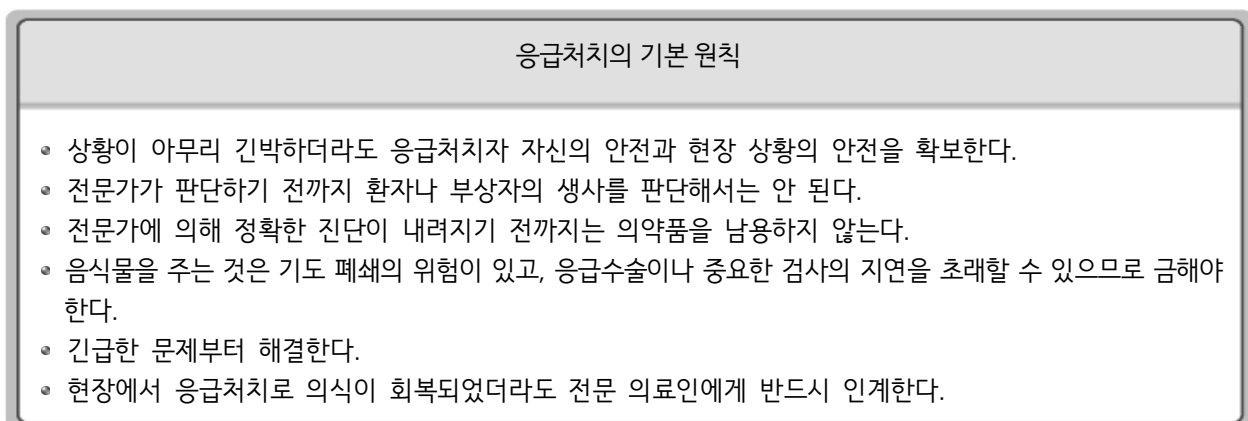 응급처치의 기본 원칙
상황이 아무리 긴박하더라도 응급처치자 자신의 안전과 현장 상황의 안전을 확보한다.
전문가가 판단하기 전까지 환자나 부상자의 생사를 판단해서는 안 된다.
전문가에 의해 정확한 진단이 내려지기 전까지는 의약품을 남용하지 않는다.
음식물을 주는 것은 기도 폐쇄의 위험이 있고, 응급수술이나 중요한 검사의 지연을 초래할 수 있으므로 금해야
한다.
긴급한 문제부터 해결한다.
현장에서 응급처치로 의식이 회복되었더라도 전문 의료인에게 반드시 인계한다.